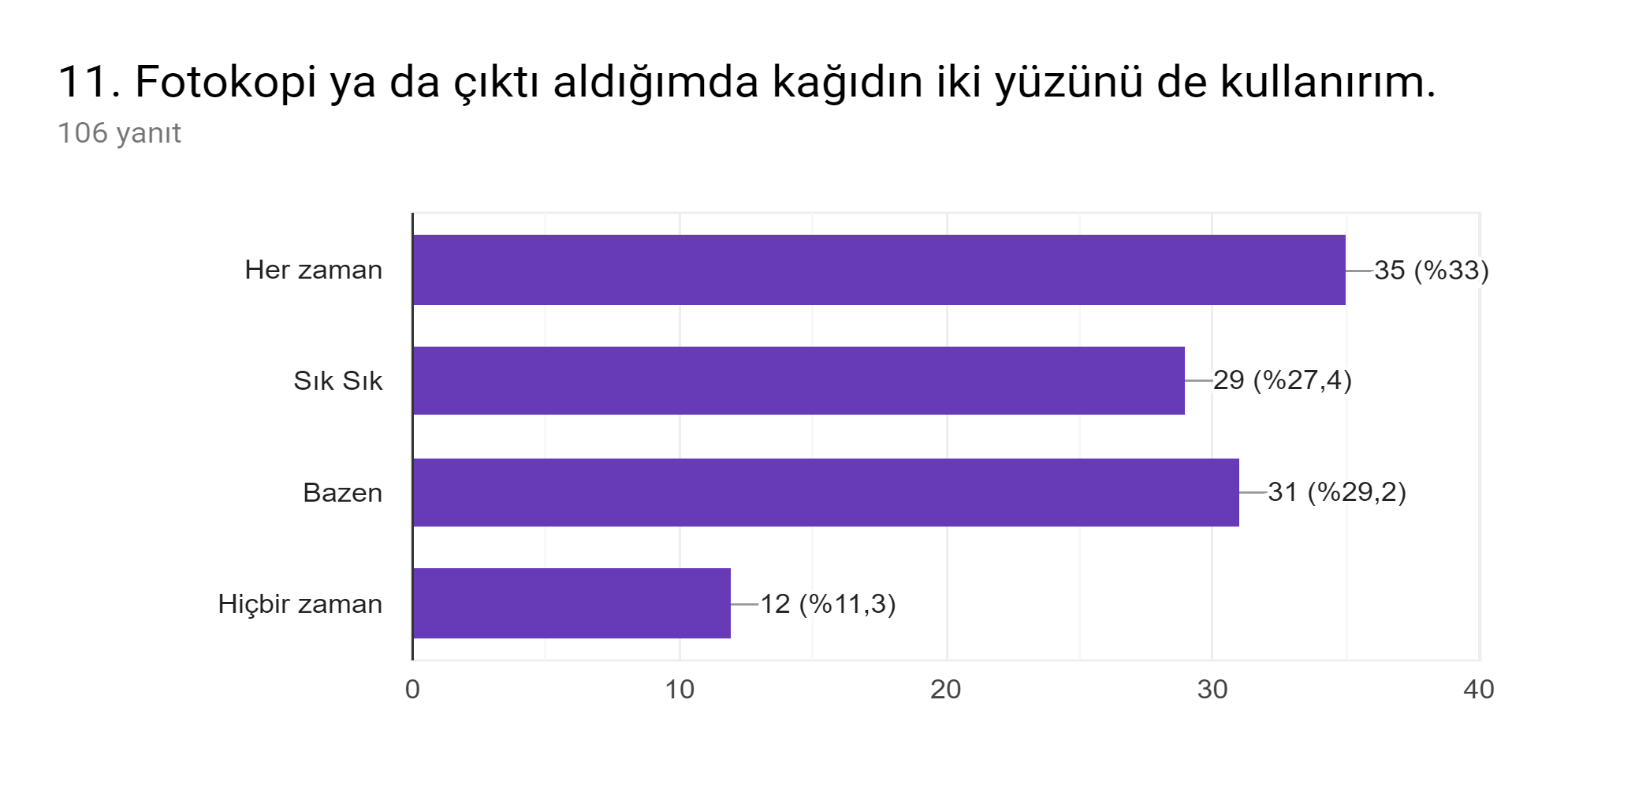 11. Fotokopi ya da çıktı aldığımda kağıdın iki yüzünü de kullanırım.
106 yanıt
Her zaman 35 (%33)
Sık Sık 29 (%27,4)
Bazen 31 (%29,2)
Hiçbir zaman 12 (%11,3)
0 10 20 30 40